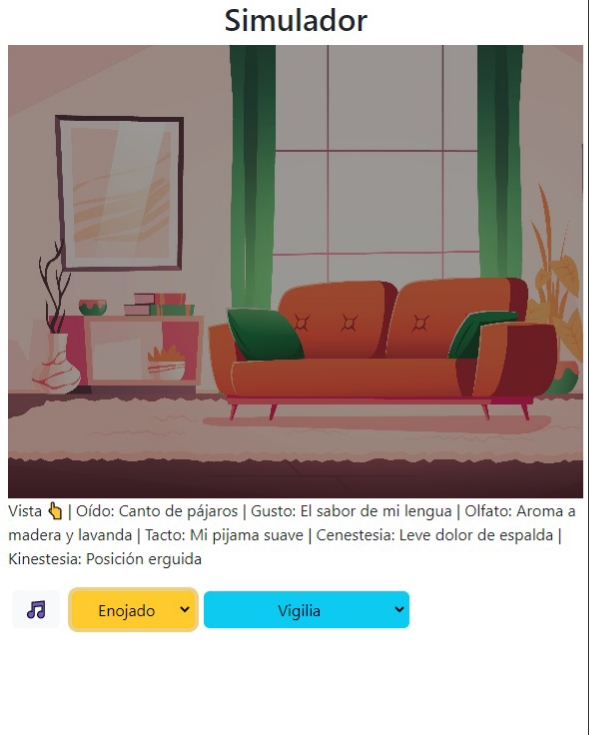 Simulador
Vista 👆 | Oído: Canto de pájaros | Gusto: El sabor de mi lengua | Olfato: Aroma a
madera y lavanda | Tacto: Mi pijama suave | Cenestesia: Leve dolor de espalda |
Kinestesia: Posición erguida
Enojado
Vigilia